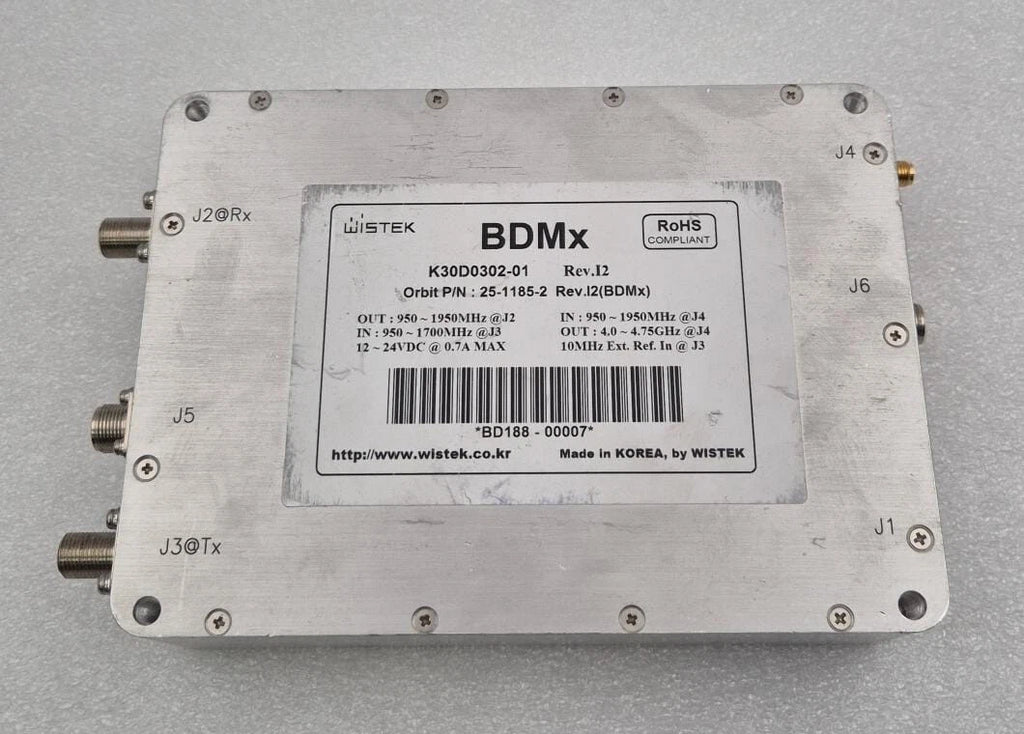 J4
J2@Rx
WISTEK
BDMx
RoHS
COMPLIANT
K30D0302-01 Rev.I2
Orbit P/N : 25-1185-2 Rev.I2(BDMx)
J6
OUT : 950 ~ 1950MHz @J2 IN : 950 ~ 1950MHz @J4
IN : 950 ~ 1700MHz @J3 OUT : 4.0 ~ 4.75GHz @J4
12 ~ 24VDC @ 0.7A MAX 10MHz Ext. Ref. In @ J3
J5
*BD188 - 00007*
http://www.wistek.co.kr Made in KOREA, by WISTEK
J3@Tx
J1